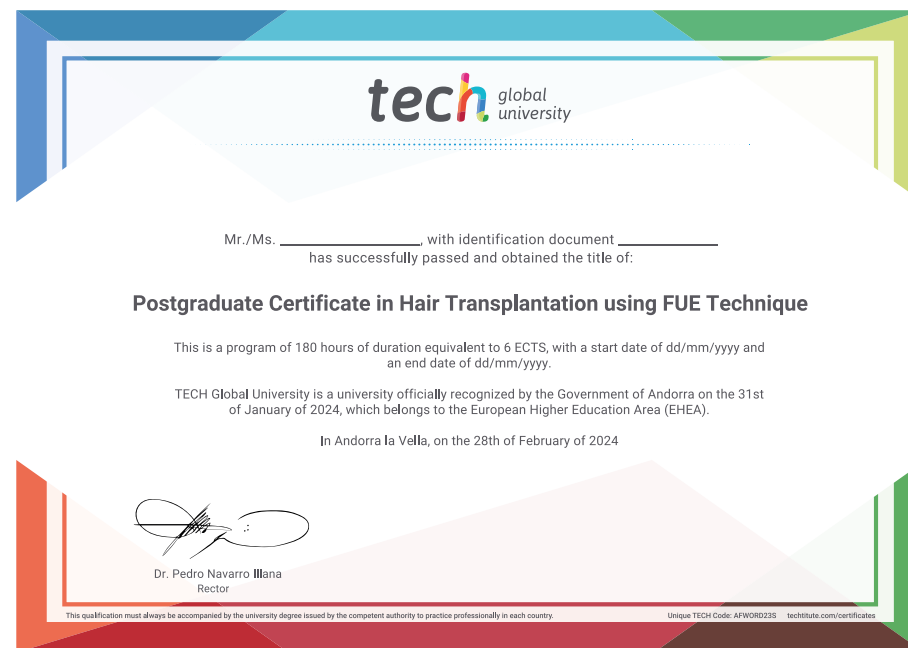 tech global university
Mr./Ms. ____________, with identification document ____________
has successfully passed and obtained the title of:
Postgraduate Certificate in Hair Transplantation using FUE Technique
This is a program of 180 hours of duration equivalent to 6 ECTS, with a start date of dd/mm/yyyy and
an end date of dd/mm/yyyy.
TECH Global University is a university officially recognized by the Government of Andorra on the 31st
of January of 2024, which belongs to the European Higher Education Area (EHEA).
In Andorra la Vella, on the 28th of February of 2024
Dr. Pedro Navarro Illana
Rector
This qualification must always be accompanied by the university degree issued by the competent authority to practice professionally in each country.
Unique TECH Code: AFWORD23S techtitute.com/certificates